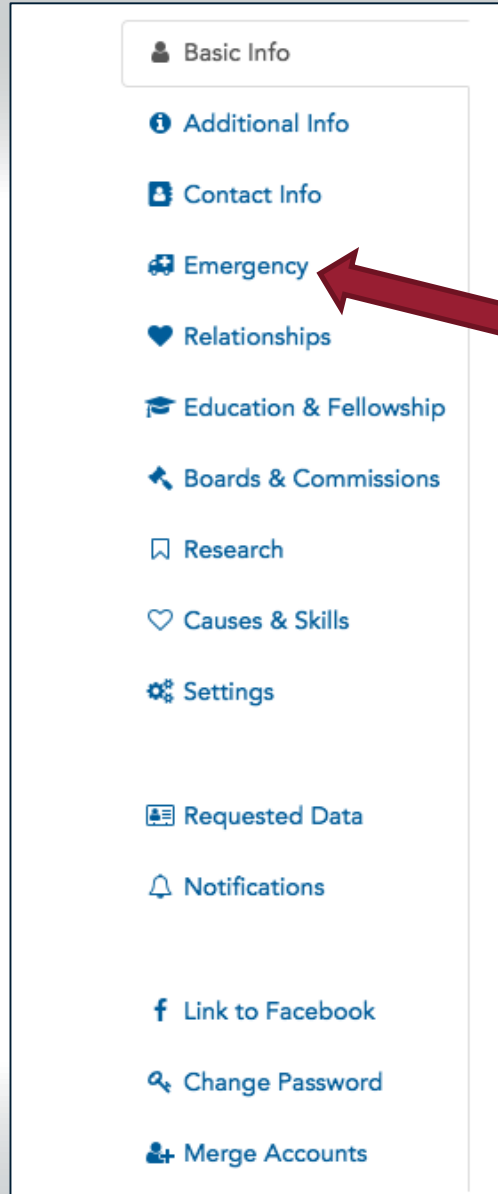 Basic Info
Additional Info
Contact Info
Emergency
Relationships
Education & Fellowship
Boards & Commissions
Research
Causes & Skills
Settings
Requested Data
Notifications
Link to Facebook
Change Password
Merge Accounts